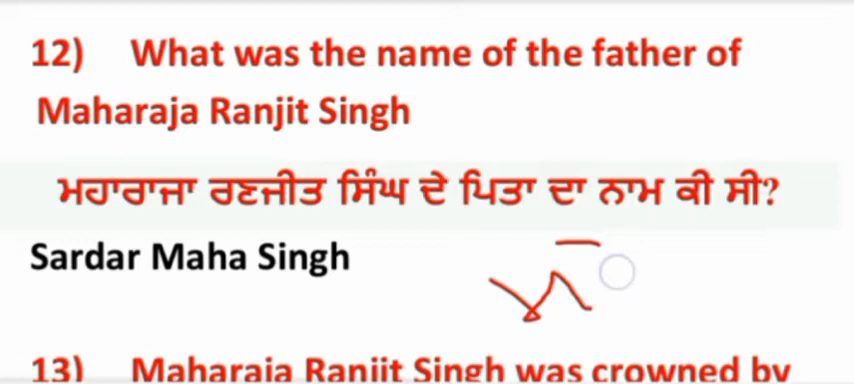 12) What was the name of the father of
Maharaja Ranjit Singh
ਮਹਾਰਾਜਾ ਰਣਜੀਤ ਸਿੰਘ ਦੇ ਪਿਤਾ ਦਾ ਨਾਮ ਕੀ ਸੀ?
Sardar Maha Singh
13) Maharaja Ranjit Singh was crowned by